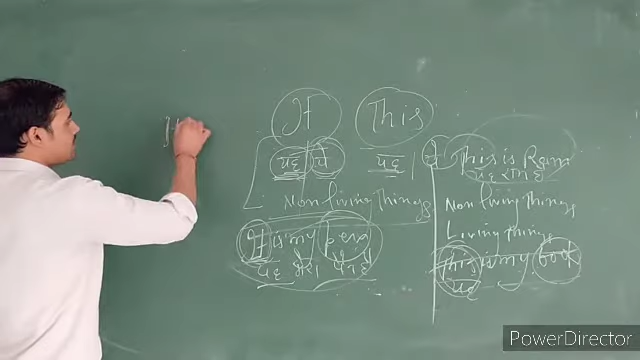 It This
यह ये यह ये This is Ram
यह राम है
Non living things Non living things
Living things
It is my pen This is my book
यह मेरा पेन है यह
PowerDirector